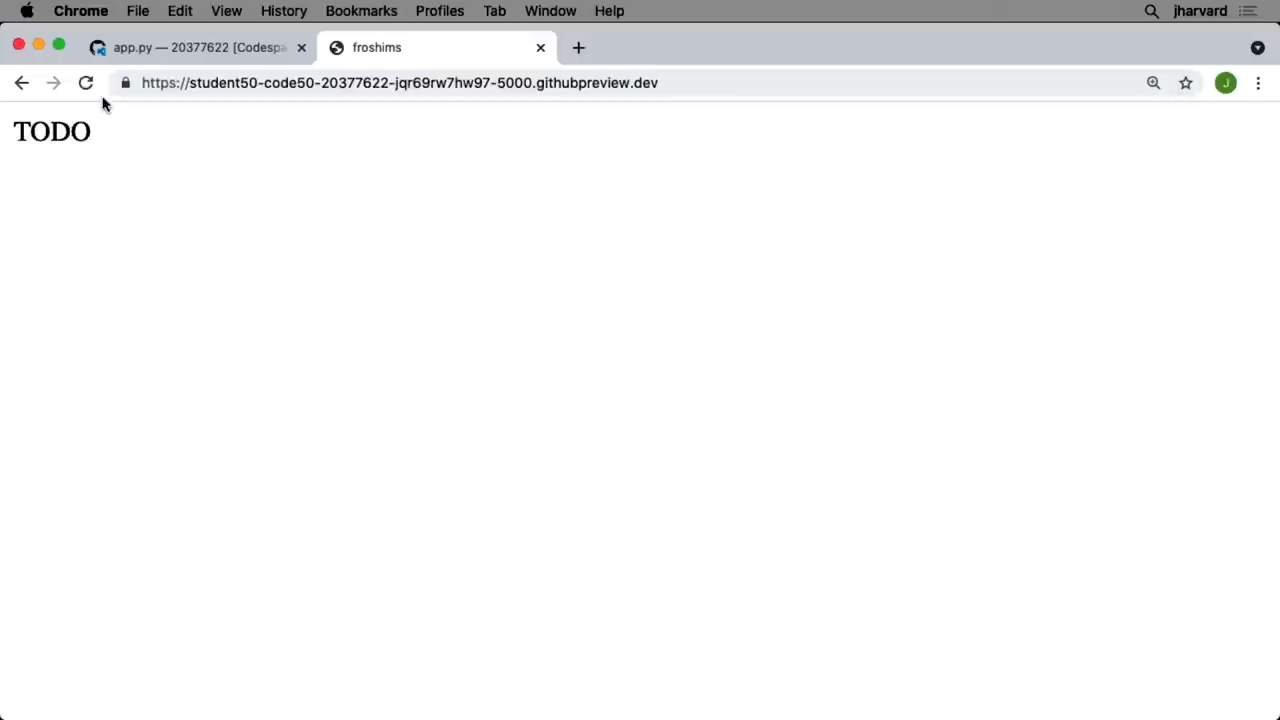 Chrome File Edit View History Bookmarks Profiles Tab Window Help jharvard
app.py — 20377622 [Codespa froshims
https://student50-code50-20377622-jqr69rw7hw97-5000.githubpreview.dev J
TODO